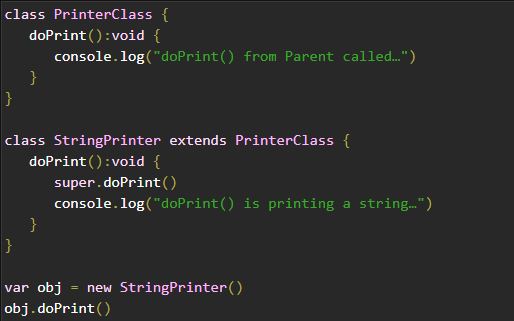 class PrinterClass {
   doPrint():void {
      console.log("doPrint() from Parent called…")
   }
}

class StringPrinter extends PrinterClass {
   doPrint():void {
      super.doPrint()
      console.log("doPrint() is printing a string…")
   }
}

var obj = new StringPrinter()
obj.doPrint()